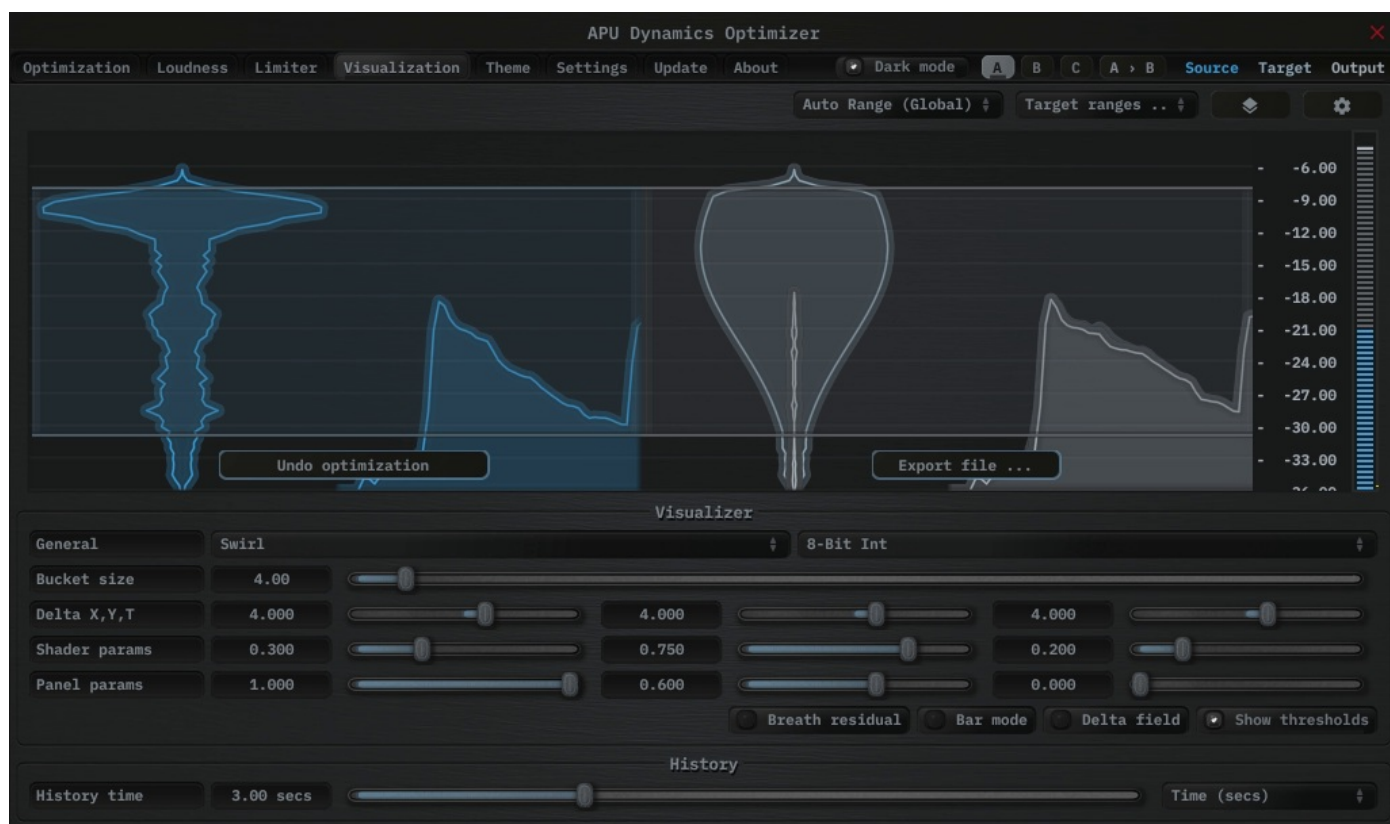 APU Dynamics Optimizer
Optimization Loudness Limiter Visualization Theme Settings Update About Dark mode A B C A › B Source Target Output
Auto Range (Global) Target ranges ..
- -6.00
- -9.00
- -12.00
- -15.00
- -18.00
- -21.00
- -24.00
- -27.00
- -30.00
- -33.00
Undo optimization Export file ...
Visualizer
General Swirl 8-Bit Int
Bucket size 4.00
Delta X,Y,T 4.000 4.000 4.000
Shader params 0.300 0.750 0.200
Panel params 1.000 0.600 0.000
Breath residual Bar mode Delta field Show thresholds
History
History time 3.00 secs Time (secs)